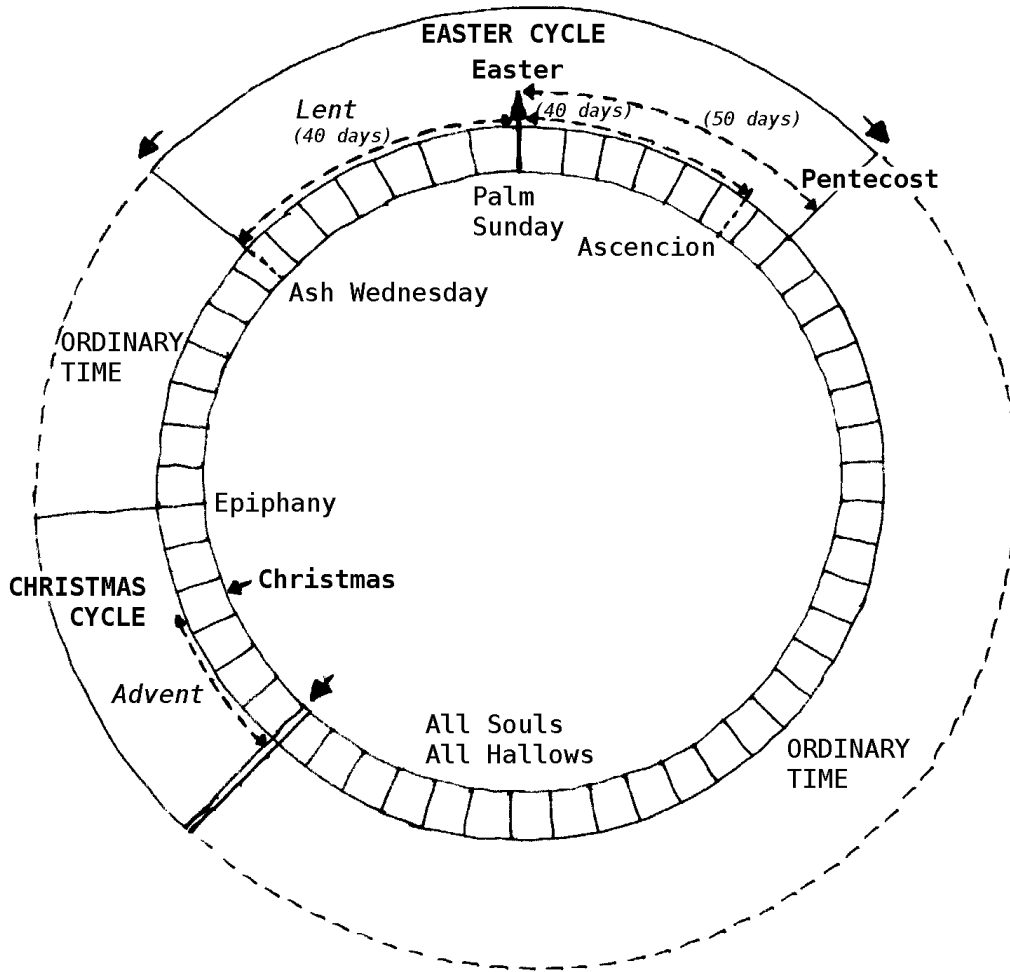 EASTER CYCLE
Easter
Lent
(40 days)
(40 days)
(50 days)
Pentecost
Palm
Sunday
Ascencion
Ash Wednesday
ORDINARY
TIME
Epiphany
CHRISTMAS
CYCLE
Christmas
Advent
All Souls
All Hallows
ORDINARY
TIME